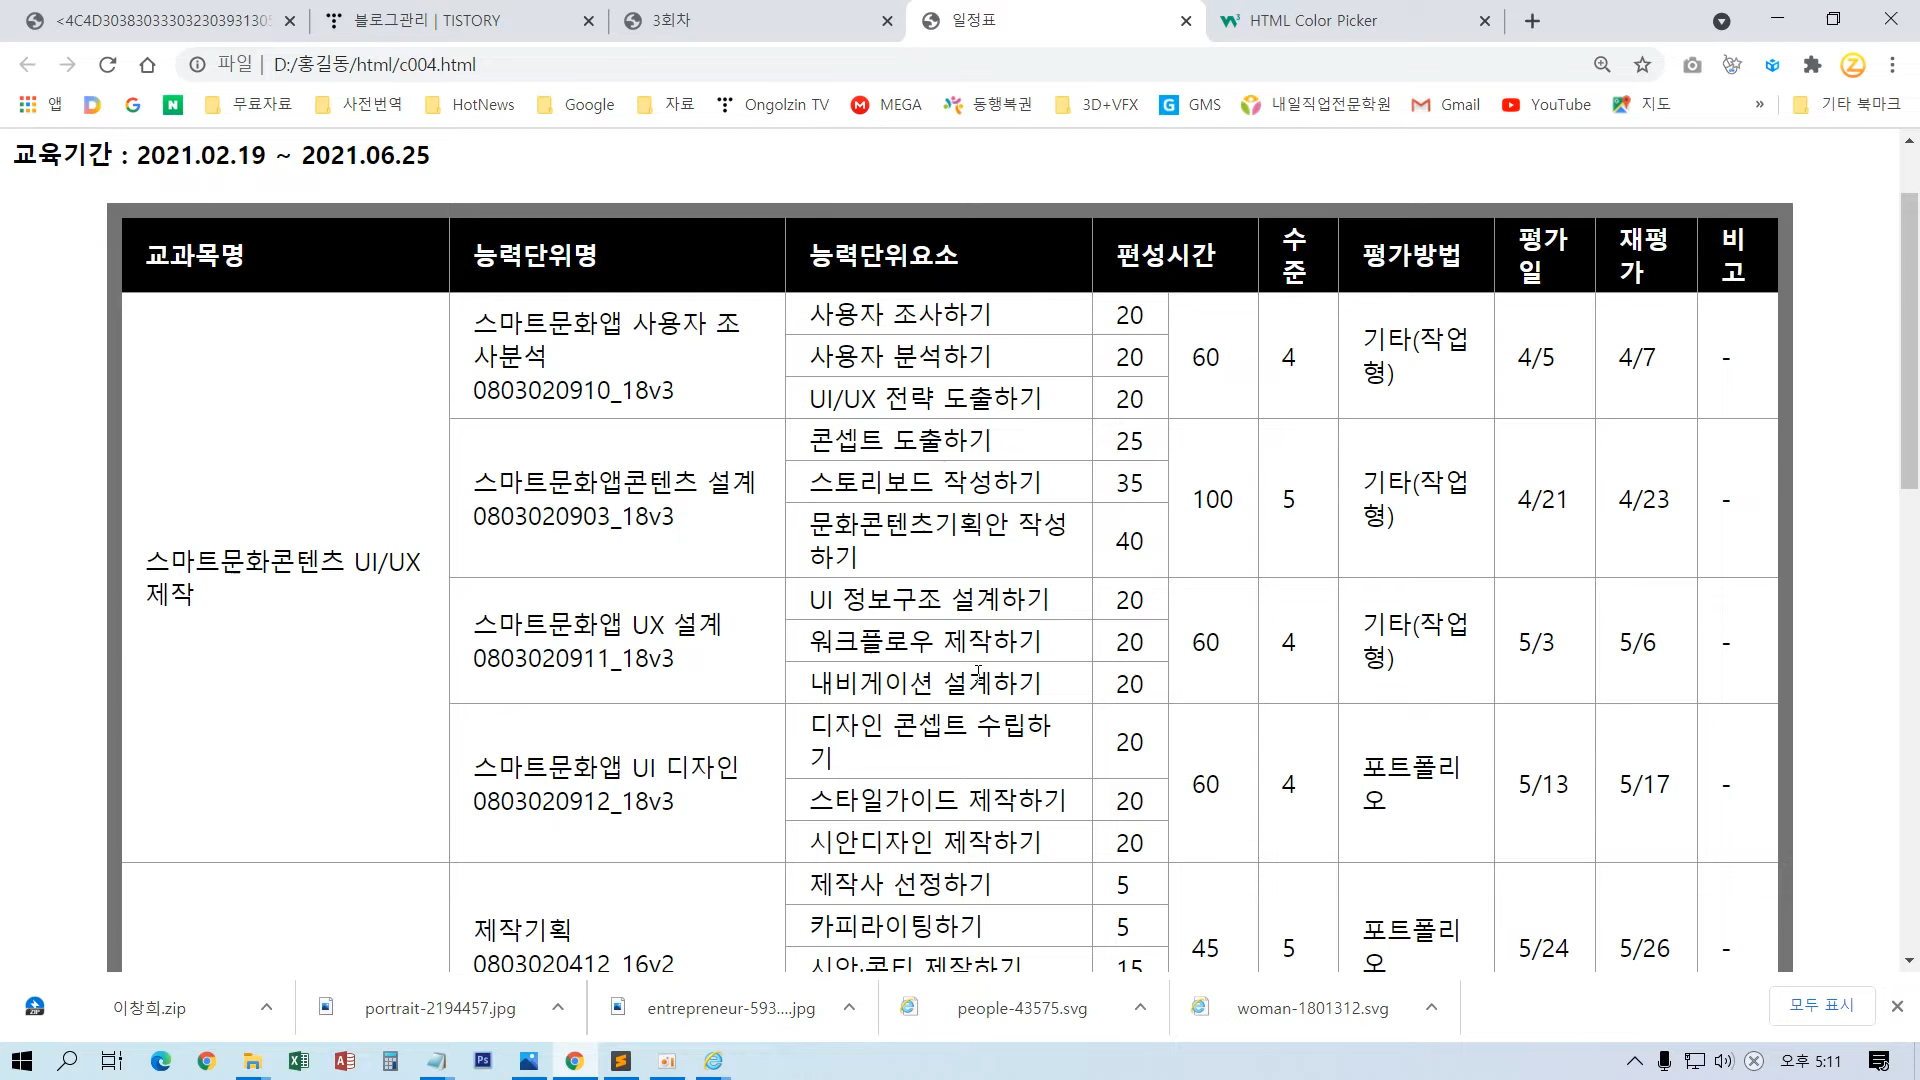 <4C4D303830333032303931305
블로그관리 | TISTORY
3회차
일정표
HTML Color Picker
파일 | D:/홍길동/html/c004.html
앱
무료자료
사전번역
HotNews
Google
자료
Ongolzin TV
MEGA
동행복권
3D+VFX
GMS
내일직업전문학원
Gmail
YouTube
지도
»
기타 북마크
교육기간 : 2021.02.19 ~ 2021.06.25
교과목명
능력단위명
능력단위요소
편성시간
수
준
평가방법
평가
일
재평
가
비
고
스마트문화콘텐츠 UI/UX
제작
스마트문화앱 사용자 조
사분석
0803020910_18v3
사용자 조사하기
20
사용자 분석하기
20
UI/UX 전략 도출하기
20
60
4
기타(작업
형)
4/5
4/7
-
스마트문화앱콘텐츠 설계
0803020903_18v3
콘셉트 도출하기
25
스토리보드 작성하기
35
문화콘텐츠기획안 작성
하기
40
100
5
기타(작업
형)
4/21
4/23
-
스마트문화앱 UX 설계
0803020911_18v3
UI 정보구조 설계하기
20
워크플로우 제작하기
20
내비게이션 설계하기
20
60
4
기타(작업
형)
5/3
5/6
-
스마트문화앱 UI 디자인
0803020912_18v3
디자인 콘셉트 수립하
기
20
스타일가이드 제작하기
20
시안디자인 제작하기
20
60
4
포트폴리
오
5/13
5/17
-
제작기획
0803020412_16v2
제작사 선정하기
5
카피라이팅하기
5
시안·콘티 제작하기
15
45
5
포트폴리
오
5/24
5/26
-
이창희.zip
portrait-2194457.jpg
entrepreneur-593....jpg
people-43575.svg
woman-1801312.svg
모두 표시
오후 5:11